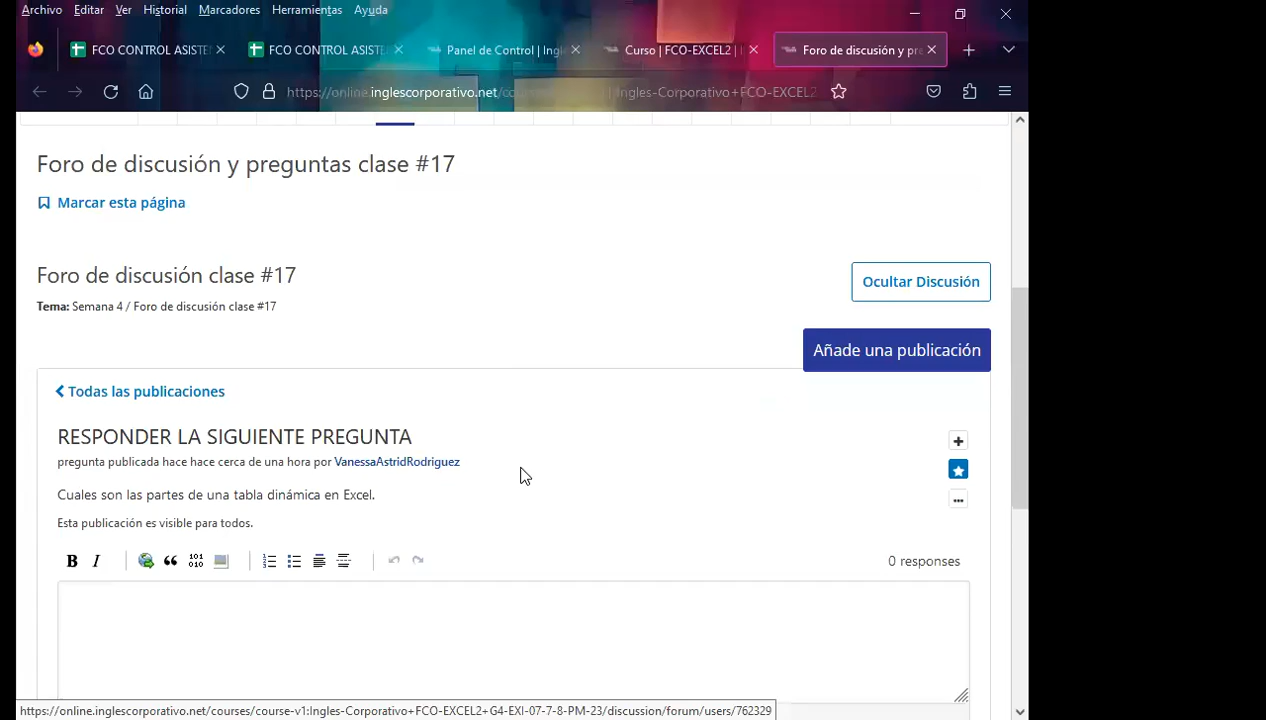 Archivo Editar Ver Historial Marcadores Herramientas Ayuda
FCO CONTROL ASISTE
FCO CONTROL ASISTE
Panel de Control | Ingl
Curso | FCO-EXCEL2 |
Foro de discusión y pre
https://online.inglescorporativo.net/cour
Ingles-Corporativo+FCO-EXCEL2
Foro de discusión y preguntas clase #17
Marcar esta página
Foro de discusión clase #17
Ocultar Discusión
Tema: Semana 4 / Foro de discusión clase #17
Añade una publicación
Todas las publicaciones
RESPONDER LA SIGUIENTE PREGUNTA
pregunta publicada hace hace cerca de una hora por VanessaAstridRodriguez
Cuales son las partes de una tabla dinámica en Excel.
Esta publicación es visible para todos.
B I
101
010
0 responses
https://online.inglescorporativo.net/courses/course-v1:Ingles-Corporativo+FCO-EXCEL2+G4-EXI-07-7-8-PM-23/discussion/forum/users/762329